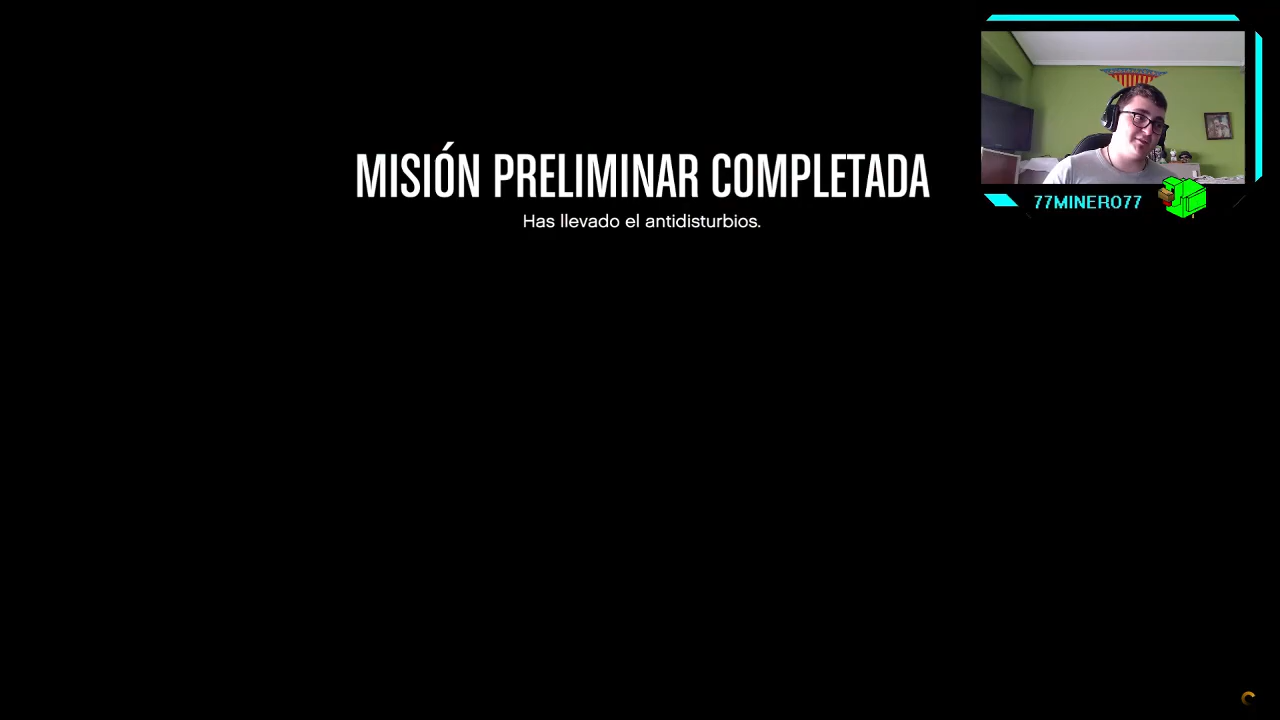 MISIÓN PRELIMINAR COMPLETADA
Has llevado el antidisturbios.
77MINERO77